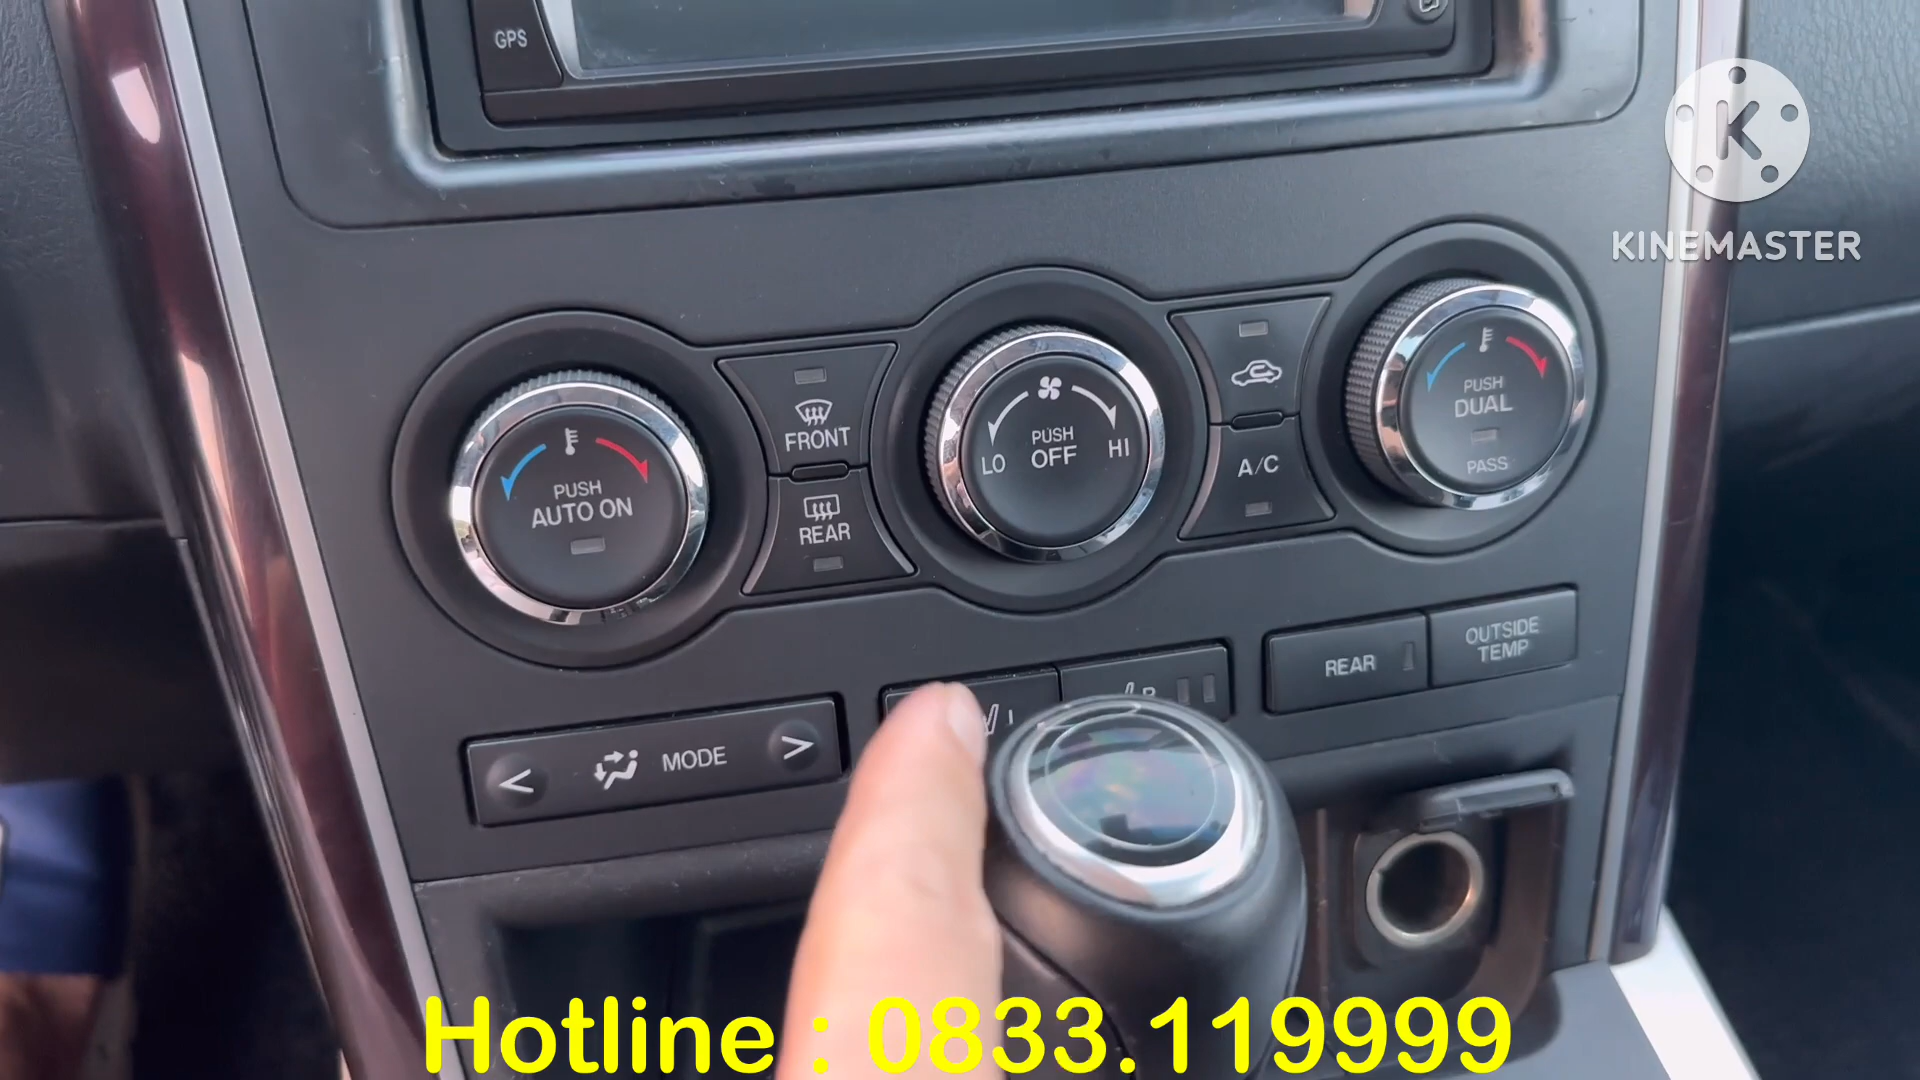 GPS
K
KINEMASTER
PUSH
AUTO ON
FRONT
REAR
PUSH
OFF
LO
HI
A/C
PUSH
DUAL
PASS
< MODE >
R
REAR
OUTSIDE
TEMP
Hotline : 0833.119999